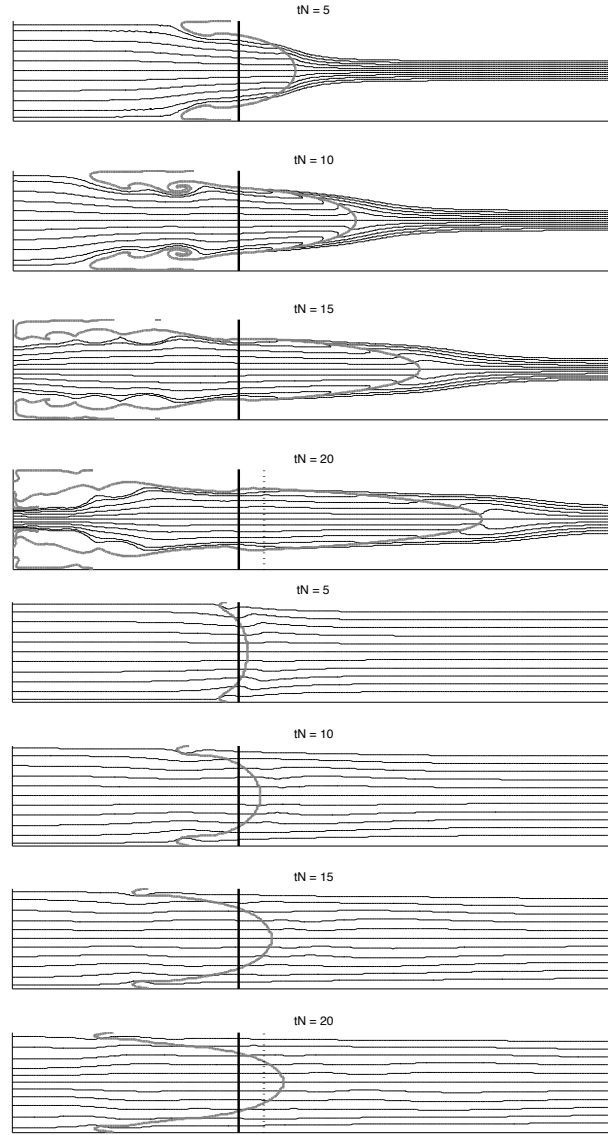 tN = 5
tN = 10
tN = 15
tN = 20
tN = 5
tN = 10
tN = 15
tN = 20